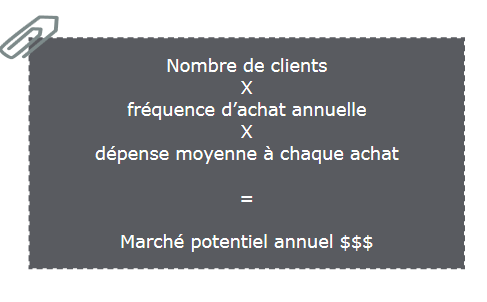 Nombre de clients
X
fréquence d’achat annuelle
X
dépense moyenne à chaque achat
=
Marché potentiel annuel $$$